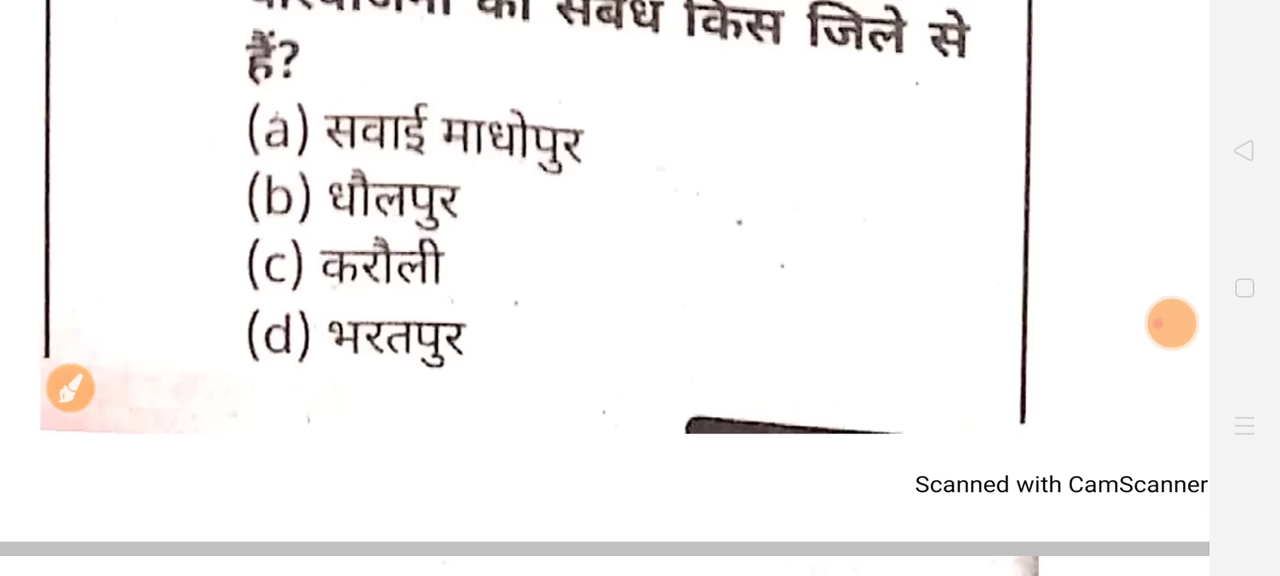 का संबंध किस जिले से
हैं?
(a) सवाई माधोपुर
(b) धौलपुर
(c) करौली
(d) भरतपुर
Scanned with CamScanner